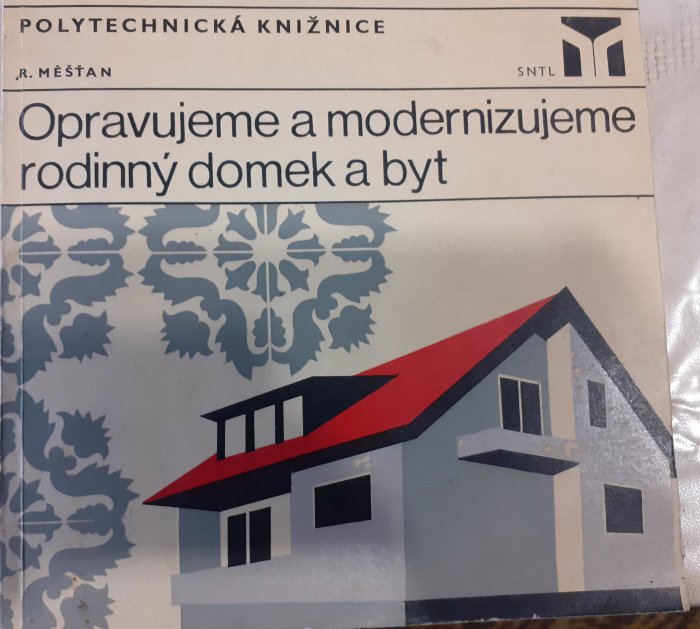 POLYTECHNICKÁ KNIŽNICE
R. MĚŠŤAN
SNTL
Opravujeme a modernizujeme
rodinný domek a byt